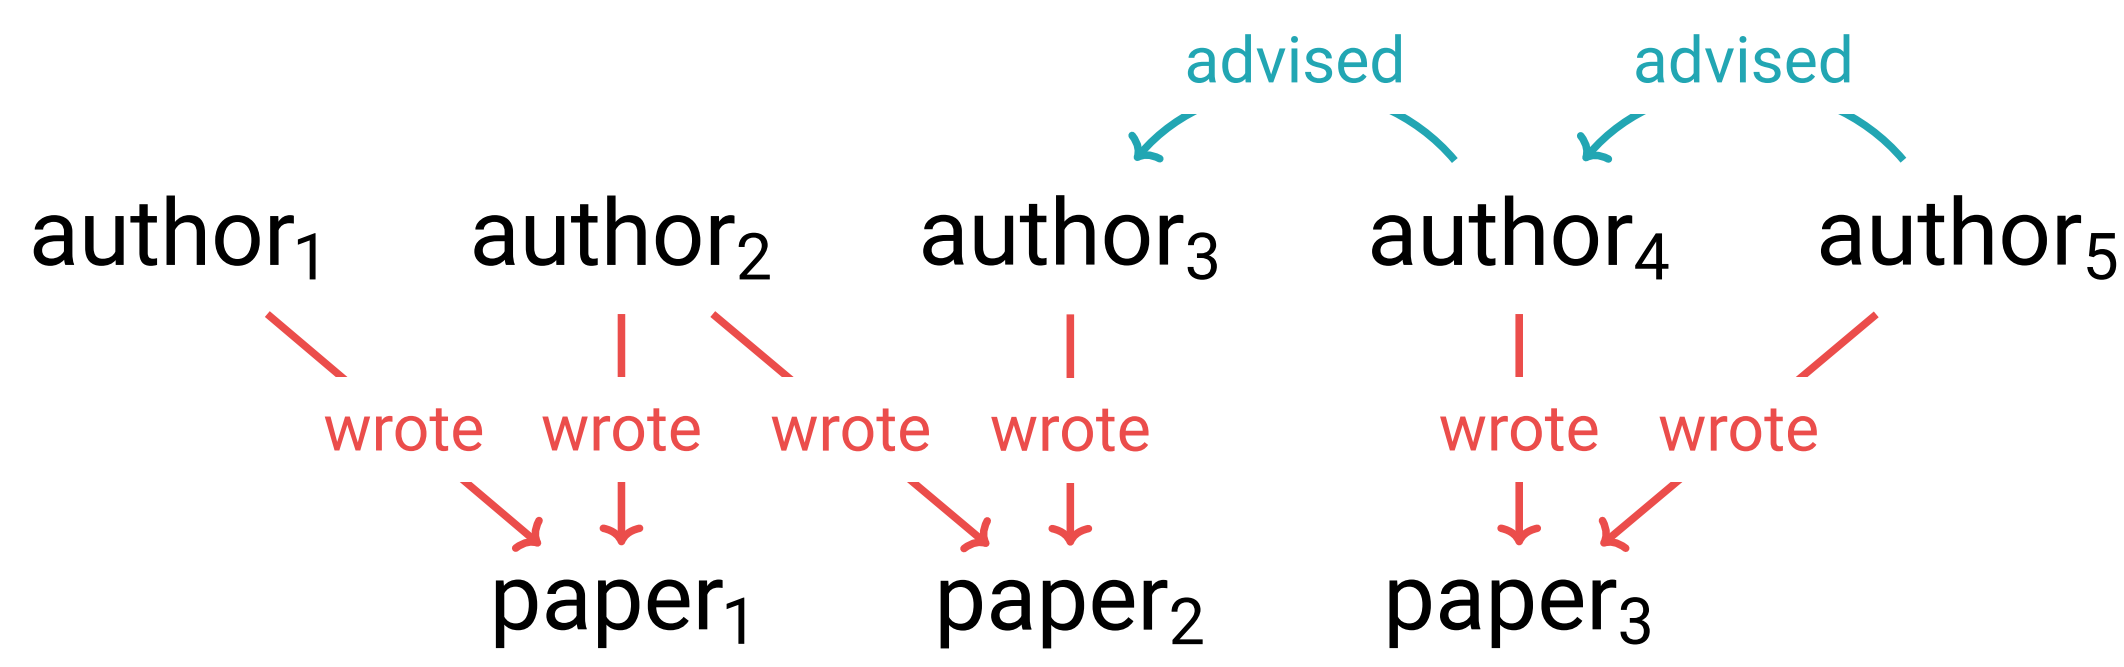 advised advised
author₁ author₂ author₃ author₄ author₅
wrote wrote wrote wrote wrote wrote
paper₁ paper₂ paper₃